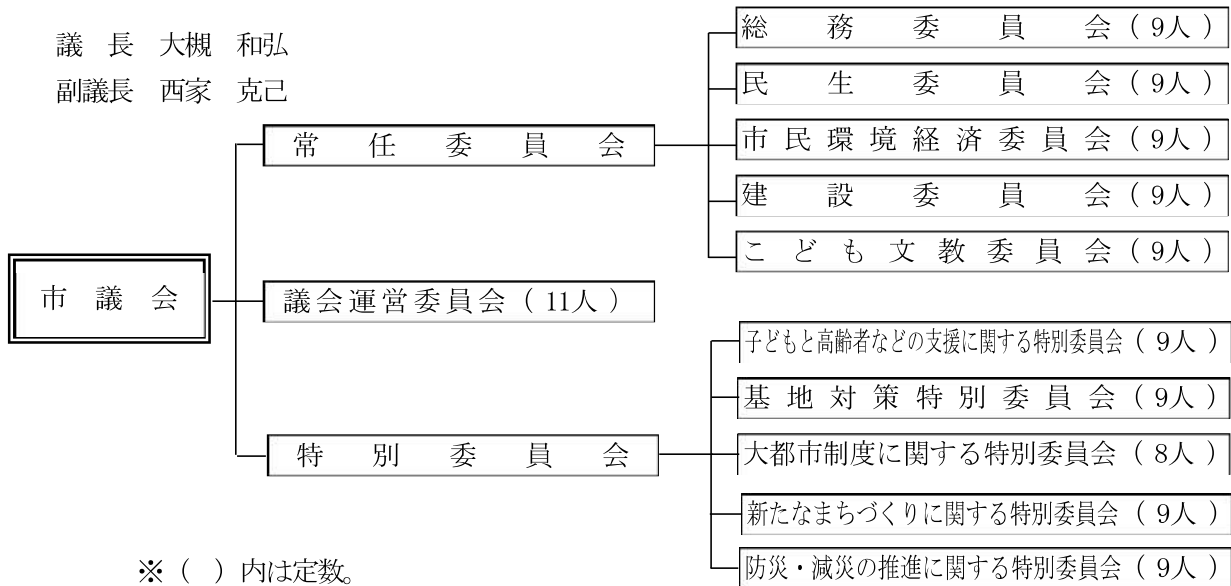 議長 大槻 和弘
副議長 西家 克己
市議会
常任委員会
総務委員会（9人）
民生委員会（9人）
市民環境経済委員会（9人）
建設委員会（9人）
こども文教委員会（9人）
議会運営委員会（11人）
特別委員会
子どもと高齢者などの支援に関する特別委員会（9人）
基地対策特別委員会（9人）
大都市制度に関する特別委員会（8人）
新たなまちづくりに関する特別委員会（9人）
防災・減災の推進に関する特別委員会（9人）
※（ ）内は定数。